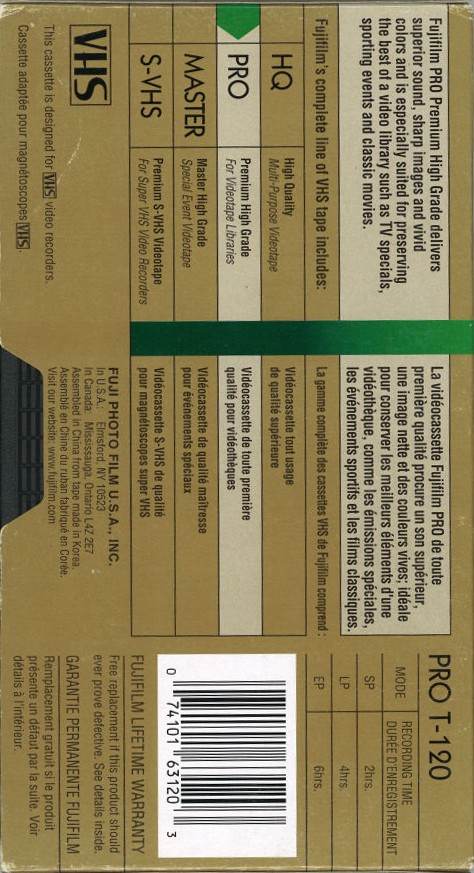 Fujifilm PRO Premium High Grade delivers
superior sound, sharp images and vivid
colors and is especially suited for preserving
the best of a video library such as TV specials,
sporting events and classic movies.
Fujifilm's complete line of VHS tape includes:
HQ
High Quality
Multi-Purpose Videotape
PRO
Premium High Grade
For Videotape Libraries
MASTER
Master High Grade
Special Event Videotape
S-VHS
Premium S-VHS Videotape
For Super VHS Video Recorders
VHS
This cassette is designed for VHS video recorders.
Cassette adaptée pour magnétoscopes VHS.
La vidéocassette Fujifilm PRO de toute
première qualité procure un son supérieur,
une image nette et des couleurs vives; idéale
pour conserver les meilleurs éléments d'une
vidéothèque, comme les émissions spéciales,
les événements sportifs et les films classiques.
La gamme complète des cassettes VHS de Fujifilm comprend :
Vidéocassette tout usage
de qualité supérieure
Vidéocassette de toute première
qualité pour vidéothèques
Vidéocassette de qualité maîtresse
pour événements spéciaux
Vidéocassette S-VHS de qualité
pour magnétoscopes super VHS
FUJI PHOTO FILM U.S.A., INC.
In U.S.A.: Elmsford, NY 10523
In Canada: Mississauga, Ontario L4Z 2E7
Assembled in China from tape made in Korea.
Assemblé en Chine du ruban fabriqué en Corée.
Visit our website: www.fujifilm.com
PRO T-120
MODE
RECORDING TIME
DURÉE D'ENREGISTREMENT
SP 2hrs.
LP 4hrs.
EP 6hrs.
0 74101 63120 3
FUJIFILM LIFETIME WARRANTY
Free replacement if this product should
ever prove defective. See details inside.
GARANTIE PERMANENTE FUJIFILM
Remplacement gratuit si le produit
présente un défaut par la suite. Voir
détails à l'intérieur.